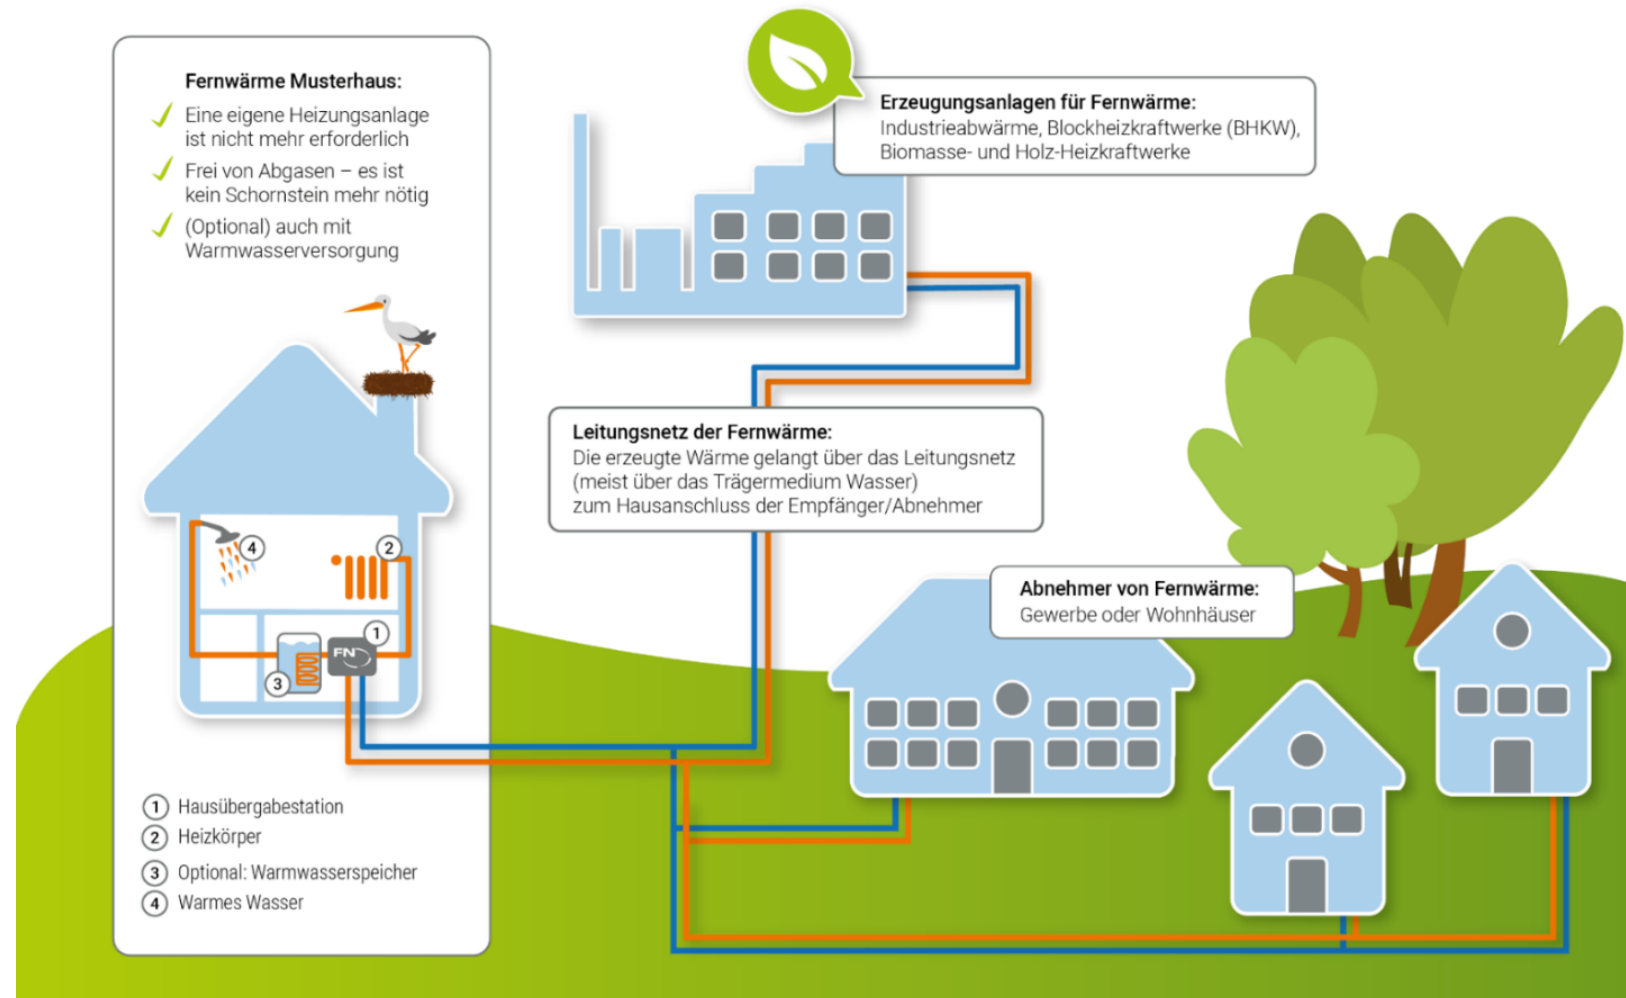 Fernwärme Musterhaus:
Eine eigene Heizungsanlage
ist nicht mehr erforderlich
Frei von Abgasen – es ist
kein Schornstein mehr nötig
(Optional) auch mit
Warmwasserversorgung
4
2
1
FN
3
1 Hausübergabestation
2 Heizkörper
3 Optional: Warmwasserspeicher
4 Warmes Wasser
Erzeugungsanlagen für Fernwärme:
Industrieabwärme, Blockheizkraftwerke (BHKW),
Biomasse- und Holz-Heizkraftwerke
Leitungsnetz der Fernwärme:
Die erzeugte Wärme gelangt über das Leitungsnetz
(meist über das Trägermedium Wasser)
zum Hausanschluss der Empfänger/Abnehmer
Abnehmer von Fernwärme:
Gewerbe oder Wohnhäuser